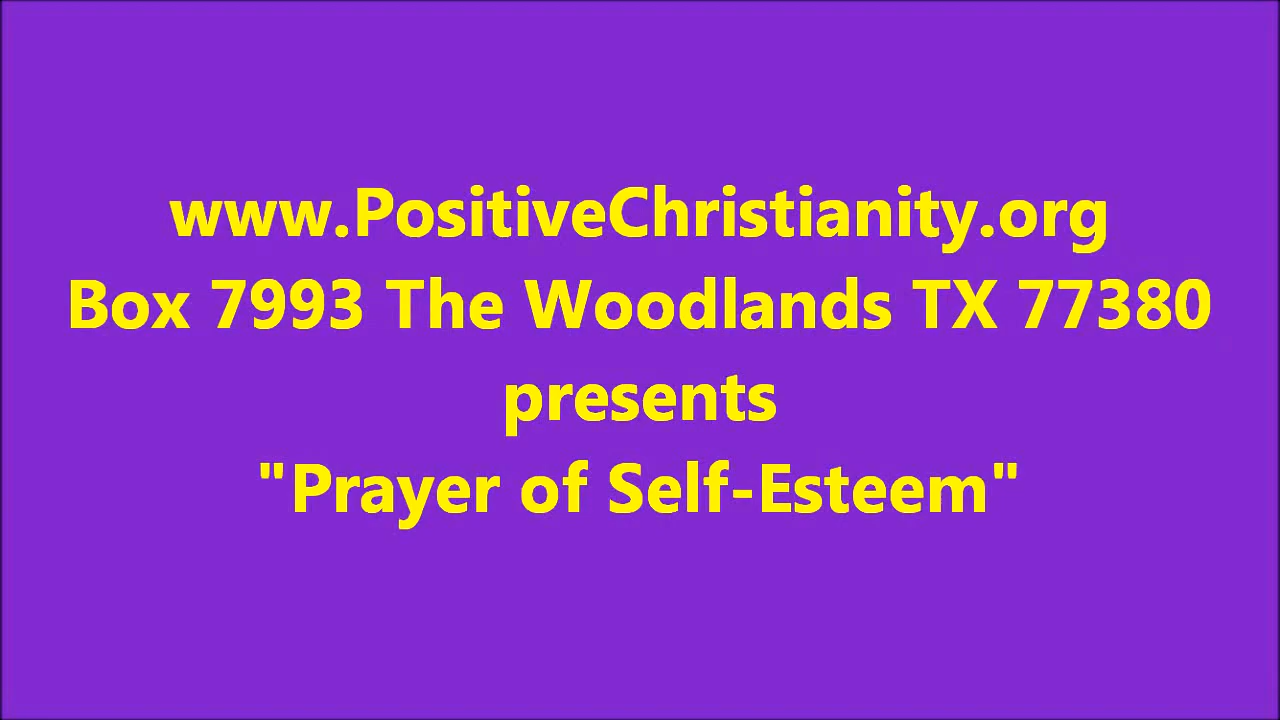 www.PositiveChristianity.org
Box 7993 The Woodlands TX 77380
presents
"Prayer of Self-Esteem"